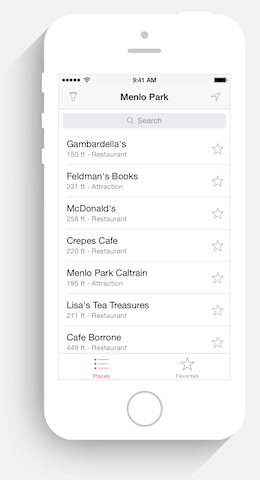 9:41 AM
Menlo Park
Search
Gambardella's
150 ft - Restaurant
Feldman's Books
231 ft - Attraction
McDonald's
258 ft - Restaurant
Crepes Cafe
220 ft - Restaurant
Menlo Park Caltrain
195 ft - Attraction
Lisa's Tea Treasures
211 ft - Restaurant
Cafe Borrone
449 ft - Restaurant
Places
Favorites